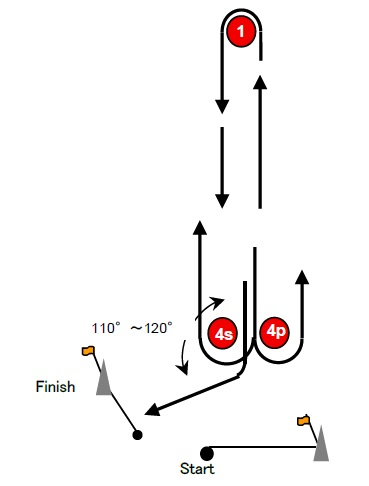 1
4s
4p
110° ～120°
Finish
Start